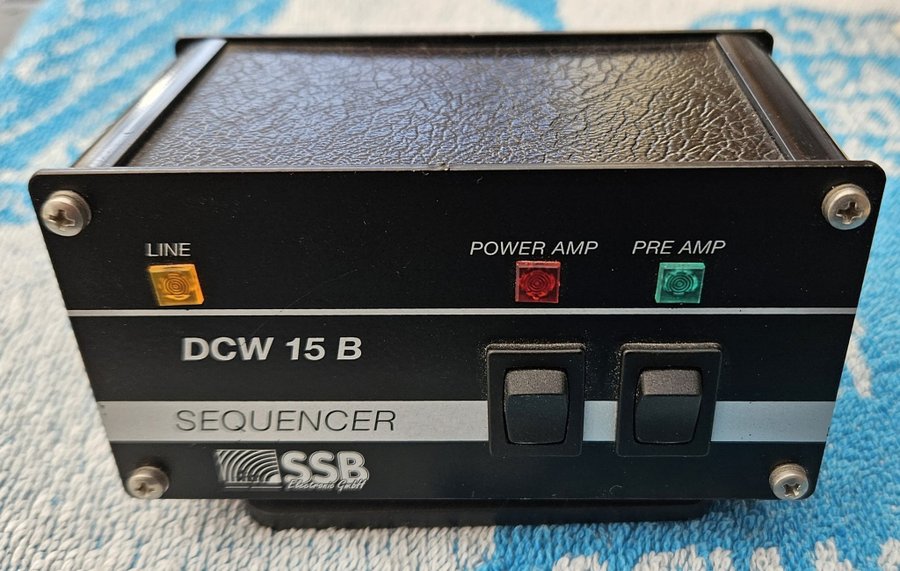 LINE
POWER AMP
PRE AMP
DCW 15 B
SEQUENCER
SSB
Electronic GmbH